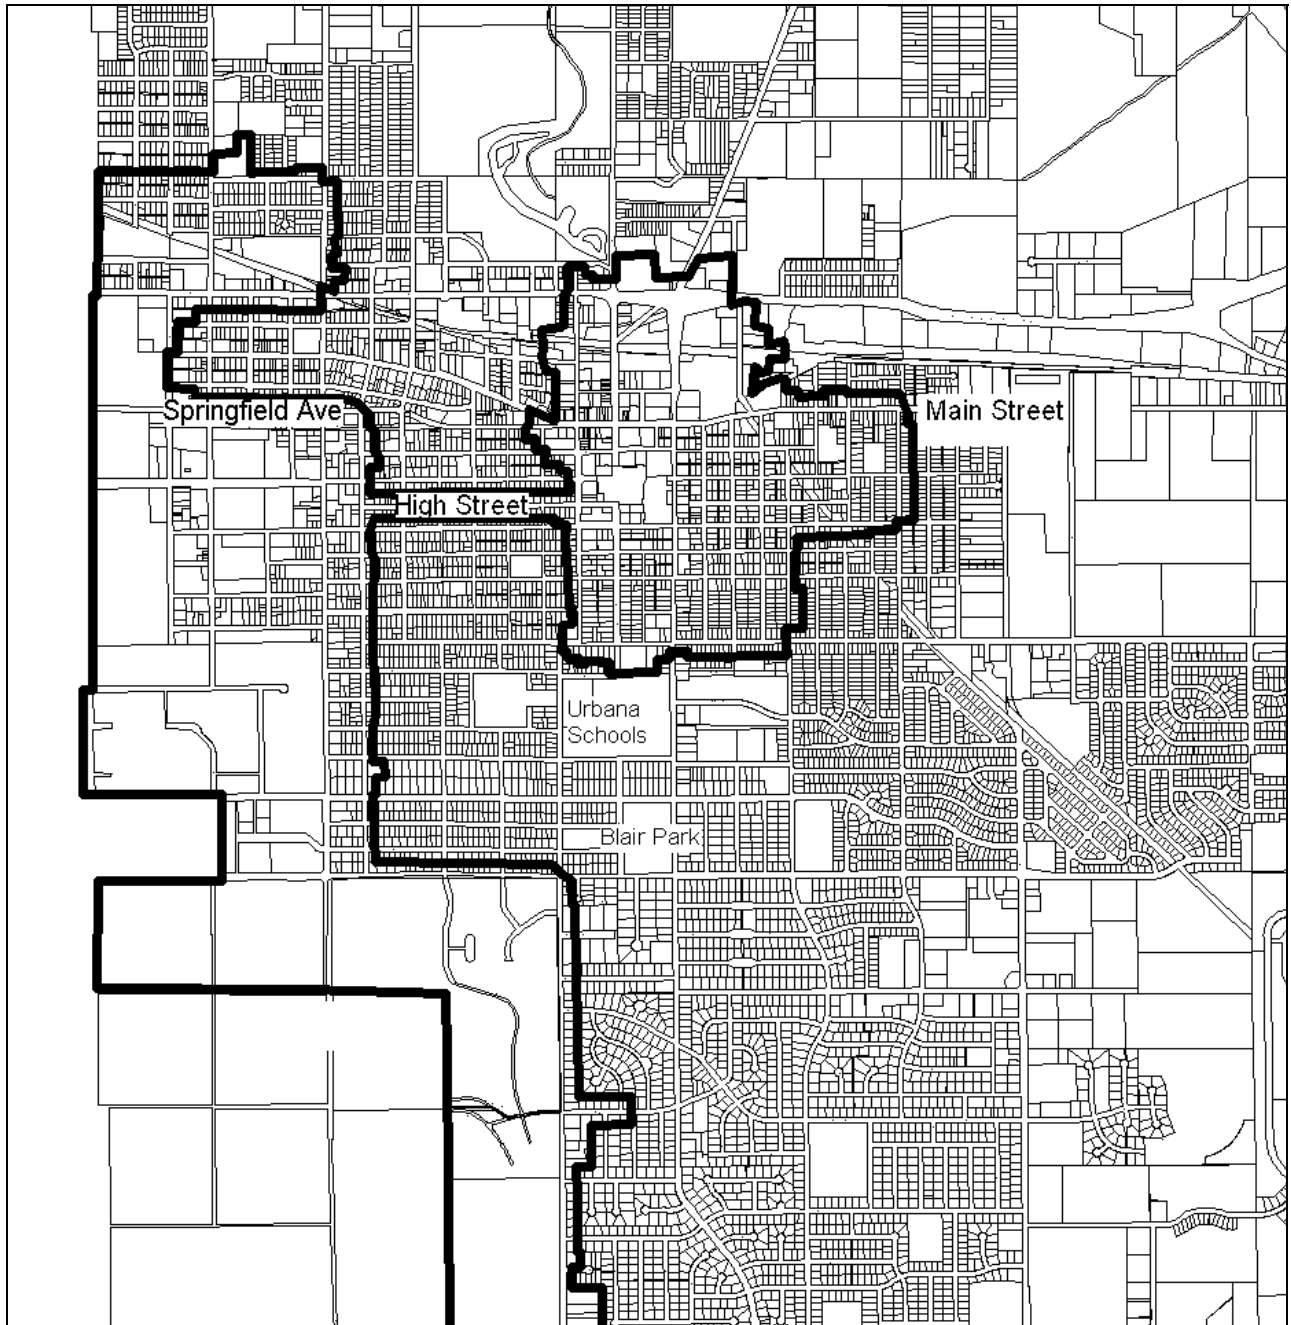 Springfield Ave
Main Street
High Street
Urbana
Schools
Blair Park